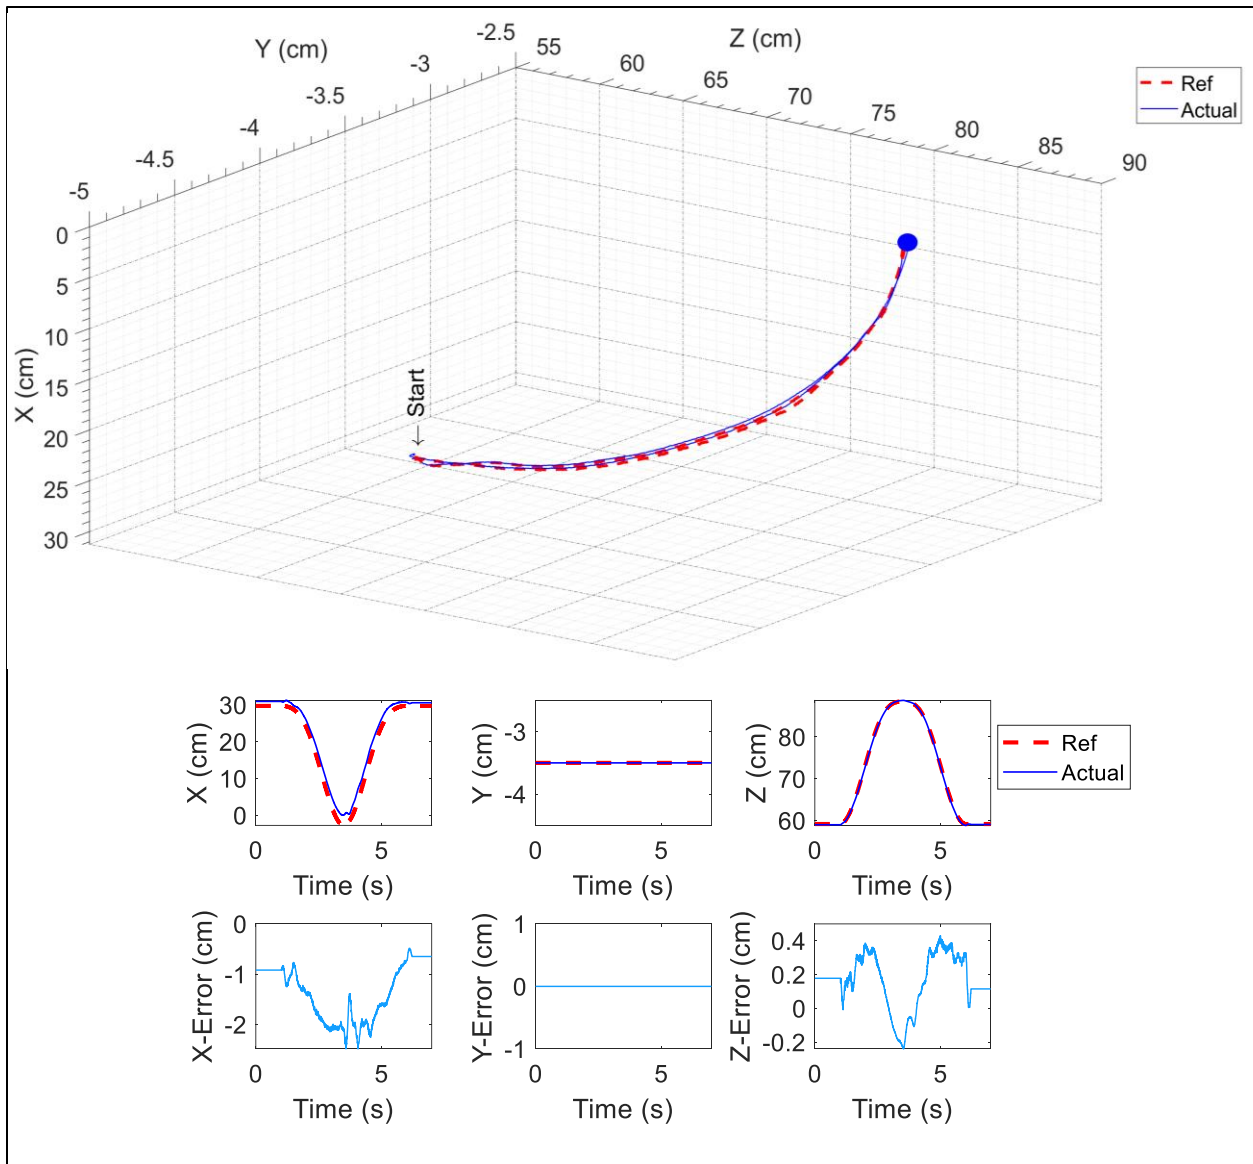 Y (cm)
Z (cm)
-2.5
55
-3
60
-3.5
65
-4
70
-4.5
75
-5
80
85
90
Ref
Actual
0
5
10
15
20
25
30
X (cm)
Start
30
20
10
0
X (cm)
0
5
Time (s)
-3
-4
Y (cm)
0
5
Time (s)
80
70
60
Z (cm)
0
5
Time (s)
Ref
Actual
0
-1
-2
X-Error (cm)
0
5
Time (s)
1
0
-1
Y-Error (cm)
0
5
Time (s)
0.4
0.2
0
-0.2
Z-Error (cm)
0
5
Time (s)